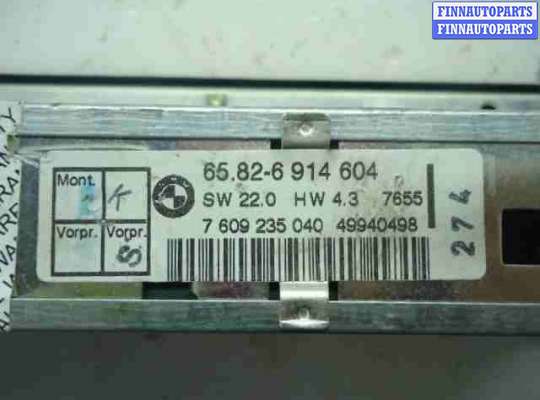 FINNAUTOPARTS
FINNAUTOPARTS
Mont.
Vorpr.
Vorpr.
S
65.82-6 914 604
SW 22.0 HW 4.3 7655
7 609 235 040 49940498
274